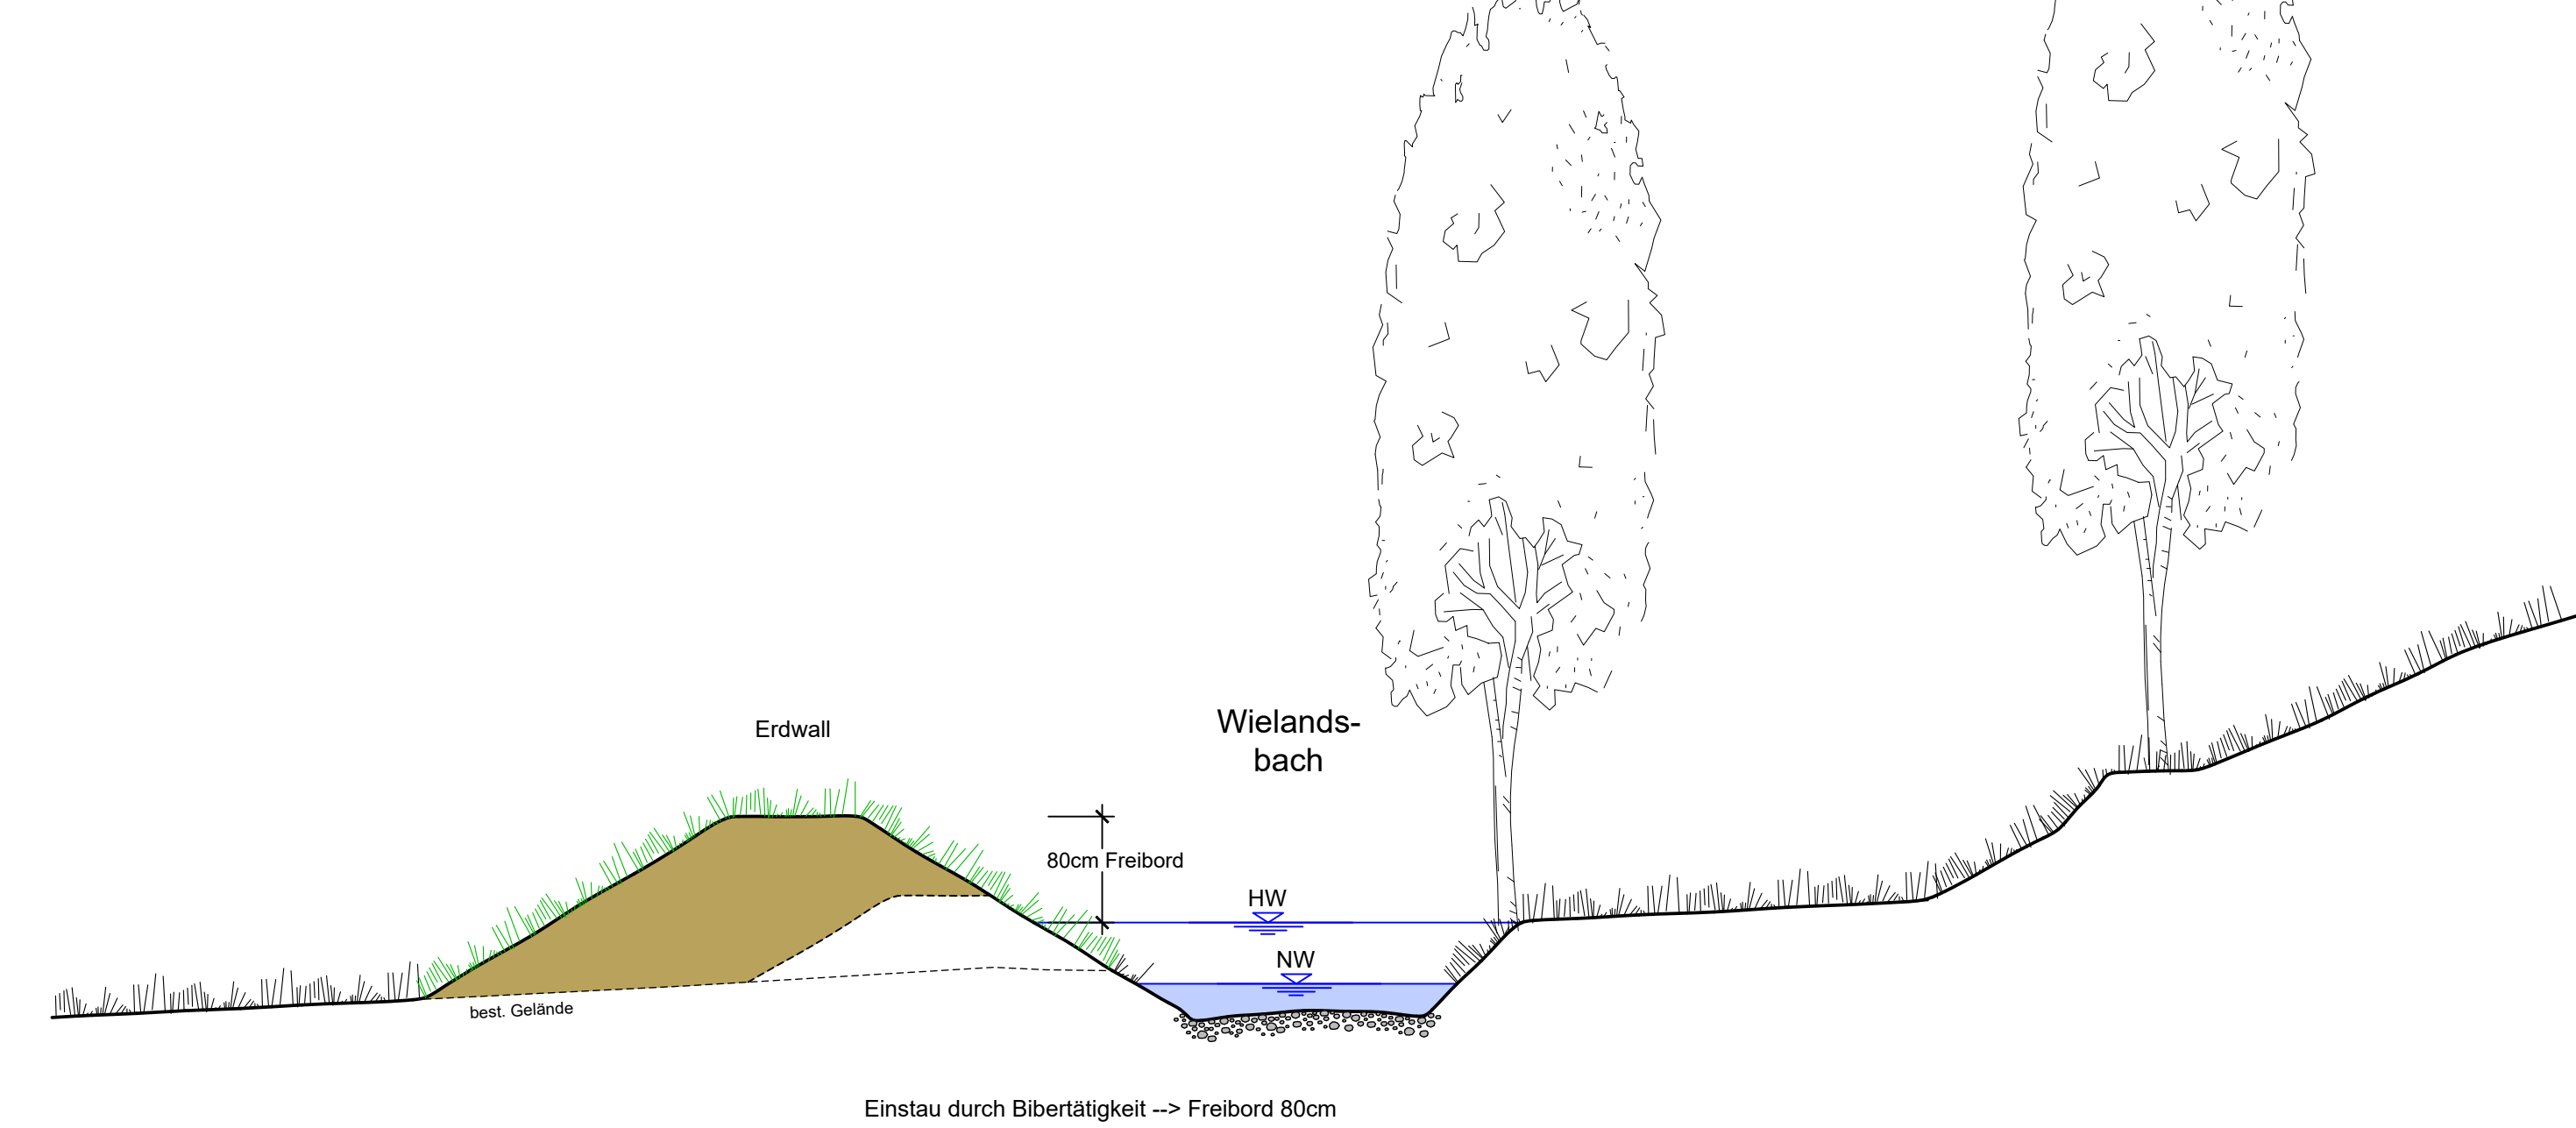 Wielands-
bach
Erdwall
80cm Freibord
HW
NW
best. Gelände
Einstau durch Bibertätigkeit --> Freibord 80cm